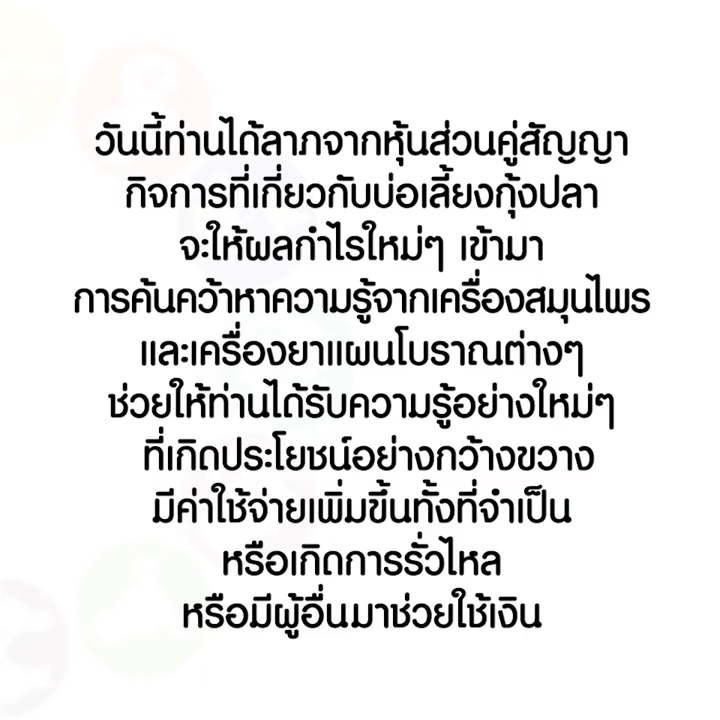 วันนี้ท่านได้ลาภจากหุ้นส่วนคู่สัญญา
กิจการที่เกี่ยวกับบ่อเลี้ยงกุ้งปลา
จะให้ผลกำไรใหม่ๆ เข้ามา
การค้นคว้าหาความรู้จากเครื่องสมุนไพร
และเครื่องยาแผนโบราณต่างๆ
ช่วยให้ท่านได้รับความรู้อย่างใหม่ๆ
ที่เกิดประโยชน์อย่างกว้างขวาง
มีค่าใช้จ่ายเพิ่มขึ้นทั้งที่จำเป็น
หรือเกิดการรั่วไหล
หรือมีผู้อื่นมาช่วยใช้เงิน